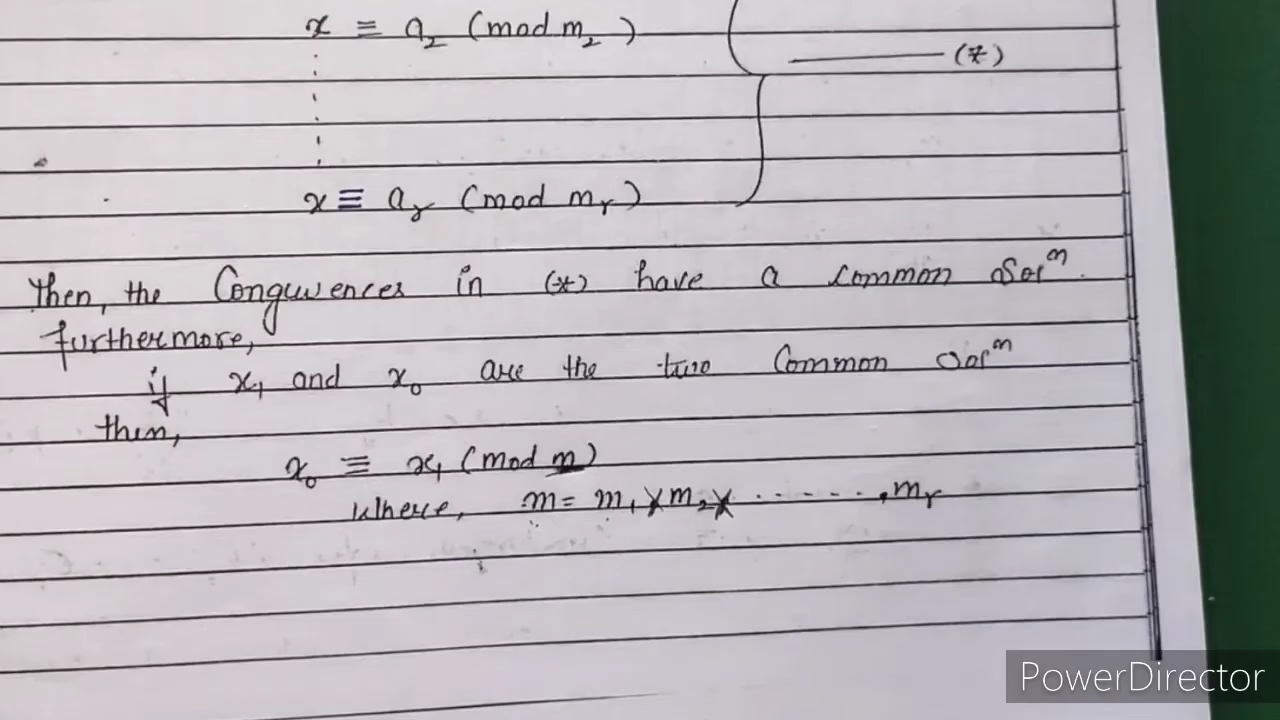 x ≡ a₂ (mod m₂)
(*)
x ≡ aᵣ (mod mᵣ)
Then, the Congruences in (*) have a common Solⁿ.
furthermore,
if x₁ and x₀ are the two Common Solⁿ
then,
x₀ ≡ x₁ (mod m)
where, m = m₁ × m₂ × ......., mᵣ
PowerDirector